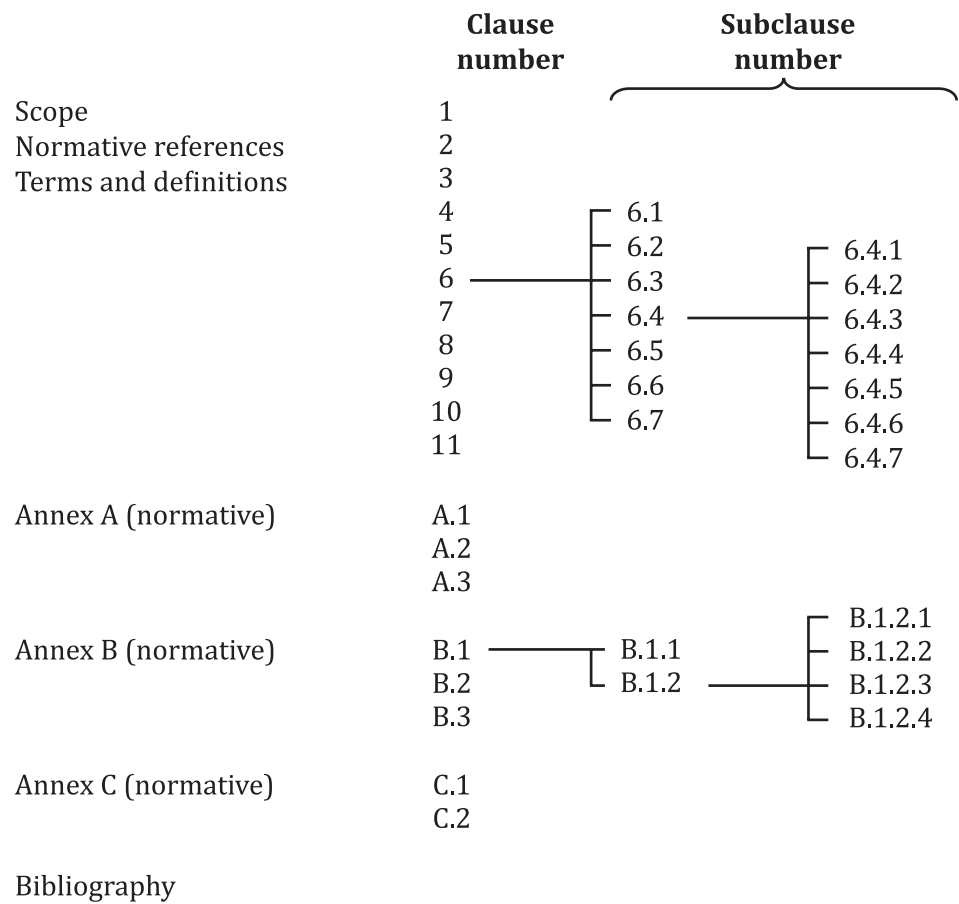 Clause number
Subclause number
Scope 1
Normative references 2
Terms and definitions 3
4 6.1
5 6.2 6.4.1
6 6.3 6.4.2
7 6.4 6.4.3
8 6.5 6.4.4
9 6.6 6.4.5
10 6.7 6.4.6
11 6.4.7
Annex A (normative) A.1
A.2
A.3
B.1.2.1
Annex B (normative) B.1 B.1.1 B.1.2.2
B.2 B.1.2 B.1.2.3
B.3 B.1.2.4
Annex C (normative) C.1
C.2
Bibliography